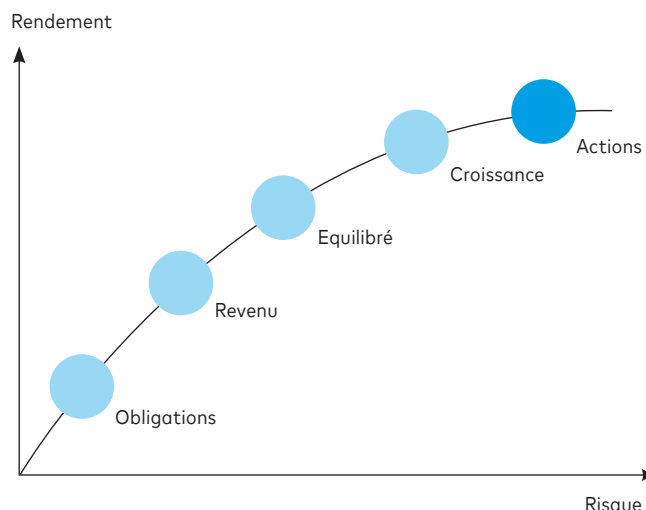 Rendement
Actions
Croissance
Equilibré
Revenu
Obligations
Risque